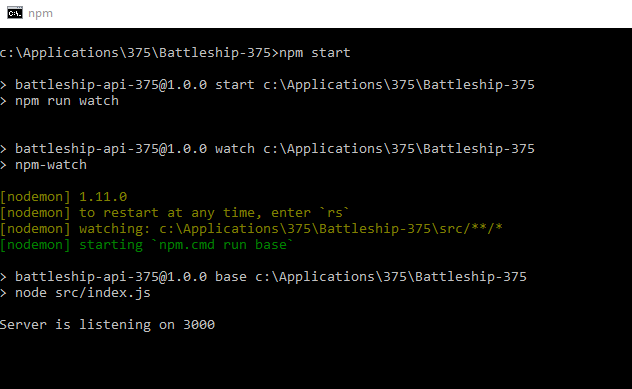 npm
c:\Applications\375\Battleship-375>npm start
> battleship-api-375@1.0.0 start c:\Applications\375\Battleship-375
> npm run watch
> battleship-api-375@1.0.0 watch c:\Applications\375\Battleship-375
> npm-watch
[nodemon] 1.11.0
[nodemon] to restart at any time, enter `rs`
[nodemon] watching: c:\Applications\375\Battleship-375\src/**/*
[nodemon] starting `npm.cmd run base`
> battleship-api-375@1.0.0 base c:\Applications\375\Battleship-375
> node src/index.js
Server is listening on 3000